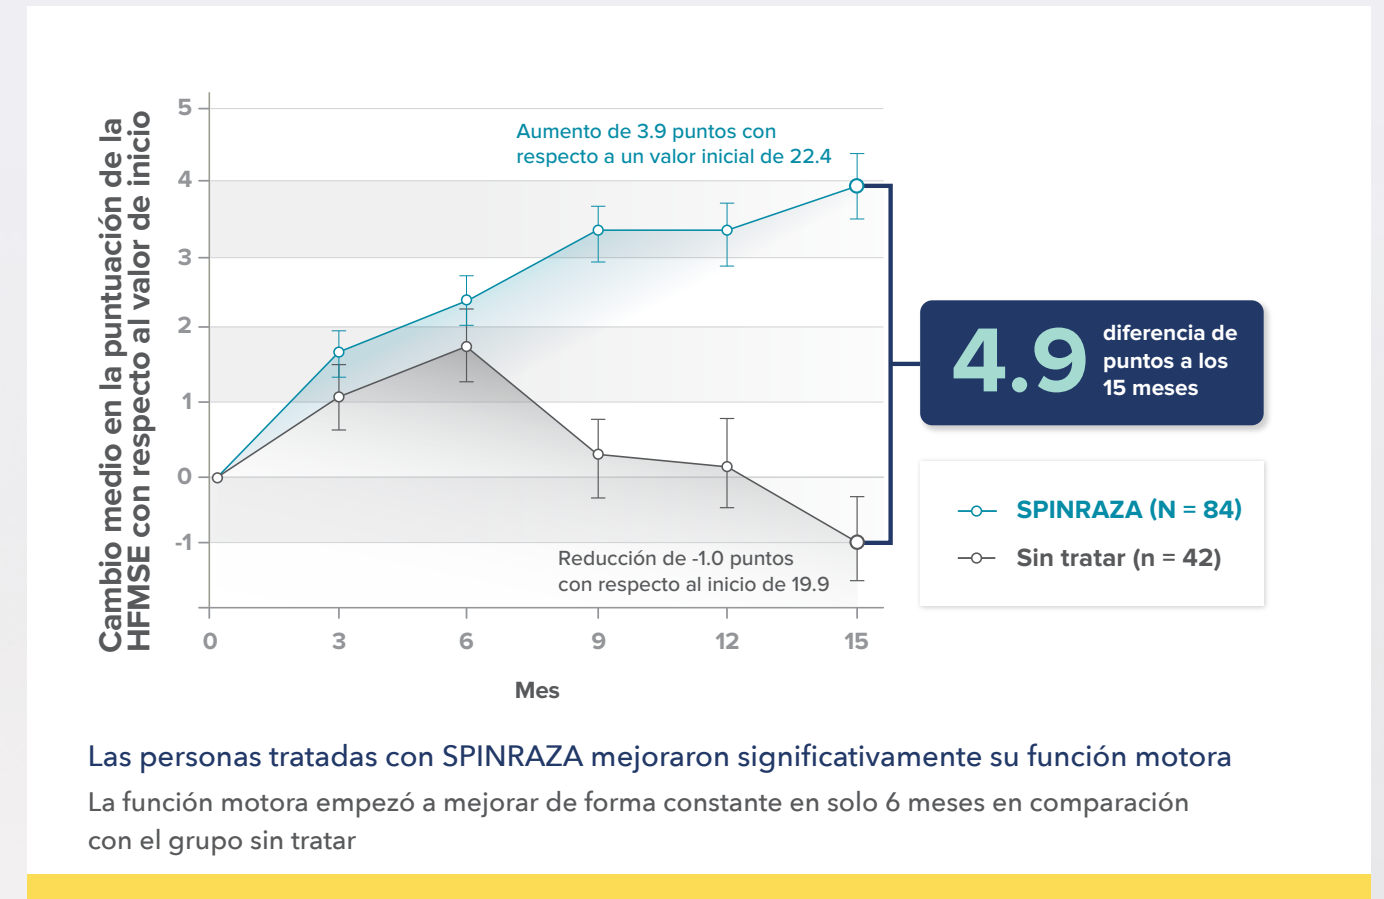 Cambio medio en la puntuación de la
HFMSE con respecto al valor de inicio
5
4
3
2
1
0
-1
Aumento de 3.9 puntos con
respecto a un valor inicial de 22.4
Reducción de -1.0 puntos
con respecto al inicio de 19.9
0 3 6 9 12 15
Mes
4.9
diferencia de
puntos a los
15 meses
SPINRAZA (N = 84)
Sin tratar (n = 42)
Las personas tratadas con SPINRAZA mejoraron significativamente su función motora
La función motora empezó a mejorar de forma constante en solo 6 meses en comparación
con el grupo sin tratar